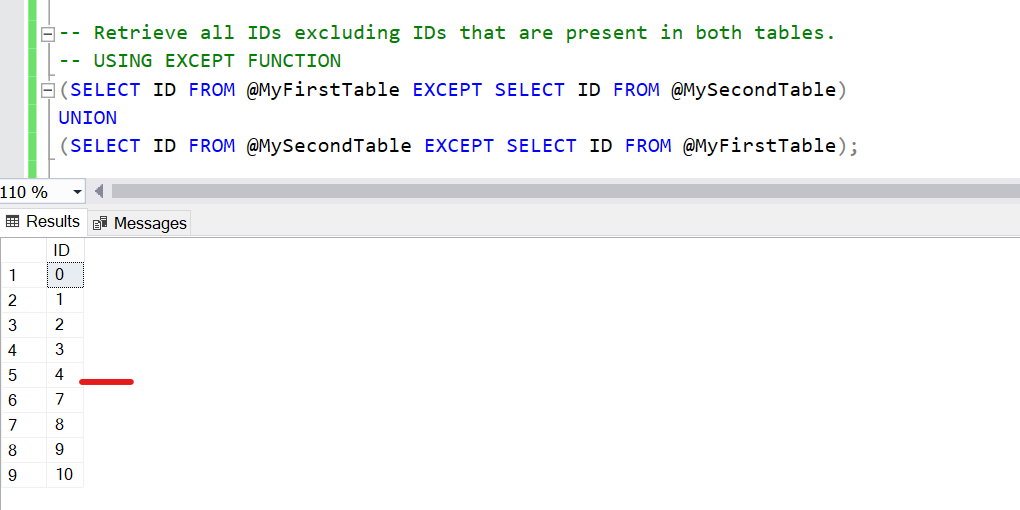 -- Retrieve all IDs excluding IDs that are present in both tables.
-- USING EXCEPT FUNCTION
(SELECT ID FROM @MyFirstTable EXCEPT SELECT ID FROM @MySecondTable)
UNION
(SELECT ID FROM @MySecondTable EXCEPT SELECT ID FROM @MyFirstTable);
110 %
Results Messages
ID
1 0
2 1
3 2
4 3
5 4
6 7
7 8
8 9
9 10